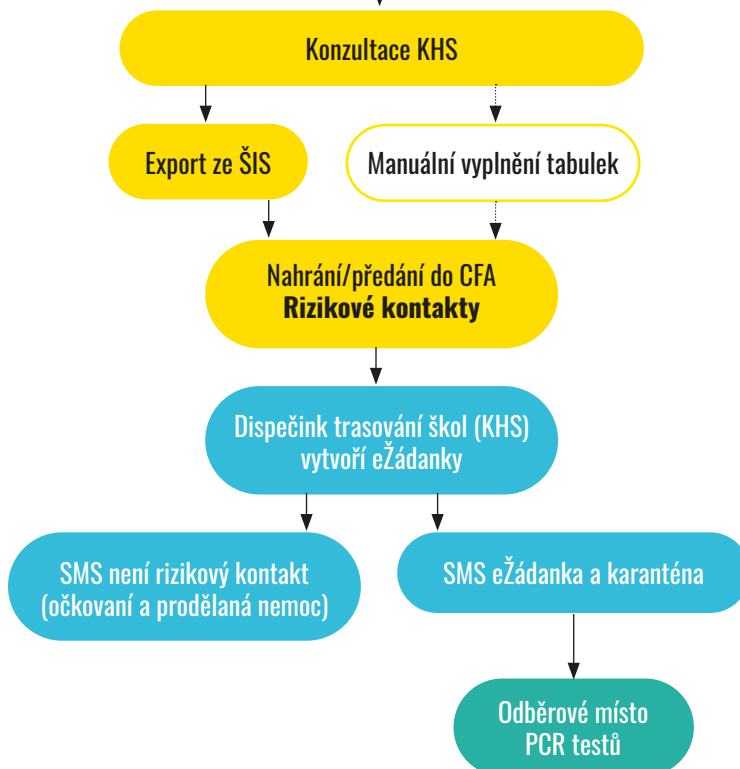 Konzultace KHS
Export ze ŠIS
Manuální vyplnění tabulek
Nahrání/předání do CFA
Rizikové kontakty
Dispečink trasování škol (KHS)
vytvoří eŽádanky
SMS není rizikový kontakt
(očkovaní a prodělaná nemoc)
SMS eŽádanka a karanténa
Odběrové místo
PCR testů